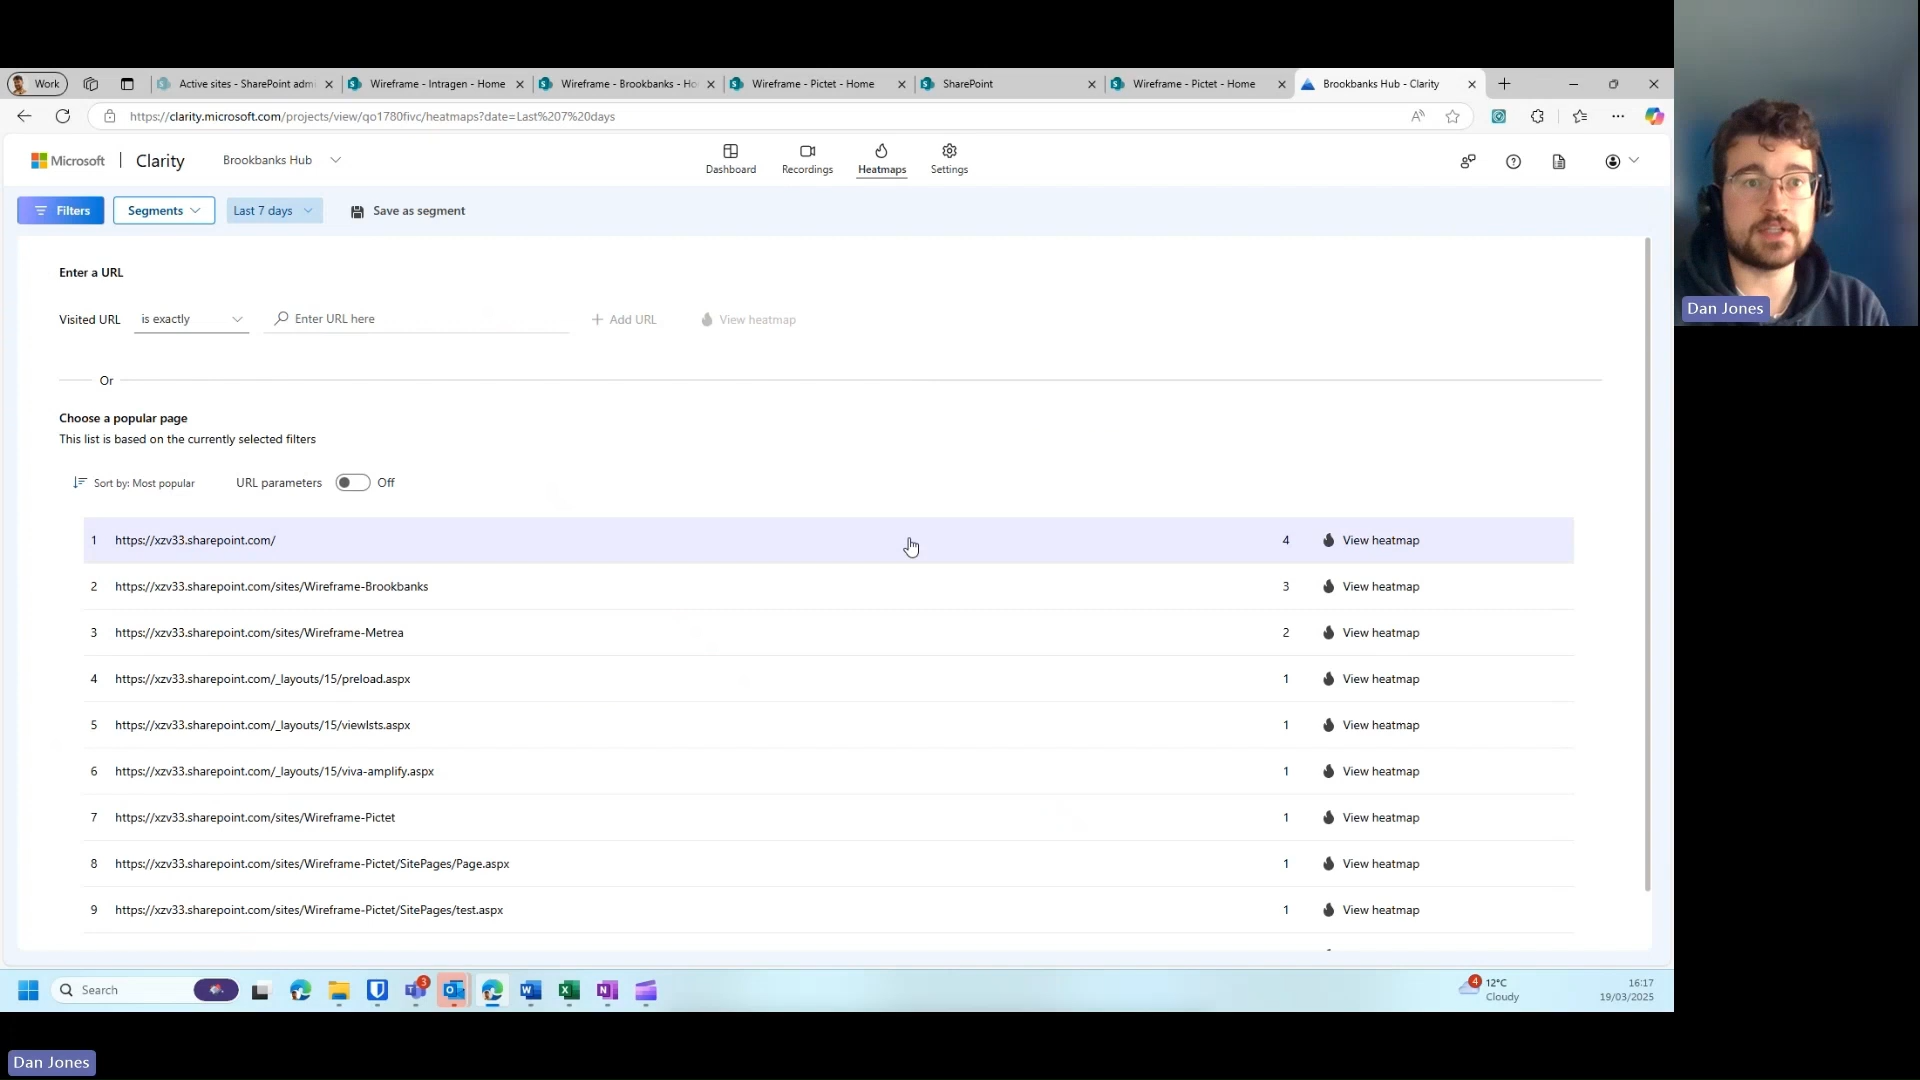 Work
Active sites - SharePoint admi
Wireframe - Intragen - Home
Wireframe - Brookbanks - Ho
Wireframe - Pictet - Home
SharePoint
Wireframe - Pictet - Home
Brookbanks Hub - Clarity
https://clarity.microsoft.com/projects/view/qo1780fivc/heatmaps?date=Last%207%20days
Microsoft | Clarity
Brookbanks Hub
Dashboard
Recordings
Heatmaps
Settings
Filters
Segments
Last 7 days
Save as segment
Enter a URL
Visited URL
is exactly
Enter URL here
+ Add URL
View heatmap
Or
Choose a popular page
This list is based on the currently selected filters
Sort by: Most popular
URL parameters
Off
1 https://xzv33.sharepoint.com/ 4 View heatmap
2 https://xzv33.sharepoint.com/sites/Wireframe-Brookbanks 3 View heatmap
3 https://xzv33.sharepoint.com/sites/Wireframe-Metrea 2 View heatmap
4 https://xzv33.sharepoint.com/_layouts/15/preload.aspx 1 View heatmap
5 https://xzv33.sharepoint.com/_layouts/15/viewlsts.aspx 1 View heatmap
6 https://xzv33.sharepoint.com/_layouts/15/viva-amplify.aspx 1 View heatmap
7 https://xzv33.sharepoint.com/sites/Wireframe-Pictet 1 View heatmap
8 https://xzv33.sharepoint.com/sites/Wireframe-Pictet/SitePages/Page.aspx 1 View heatmap
9 https://xzv33.sharepoint.com/sites/Wireframe-Pictet/SitePages/test.aspx 1 View heatmap
Search
3
4
12°C
Cloudy
16:17
19/03/2025
Dan Jones
Dan Jones